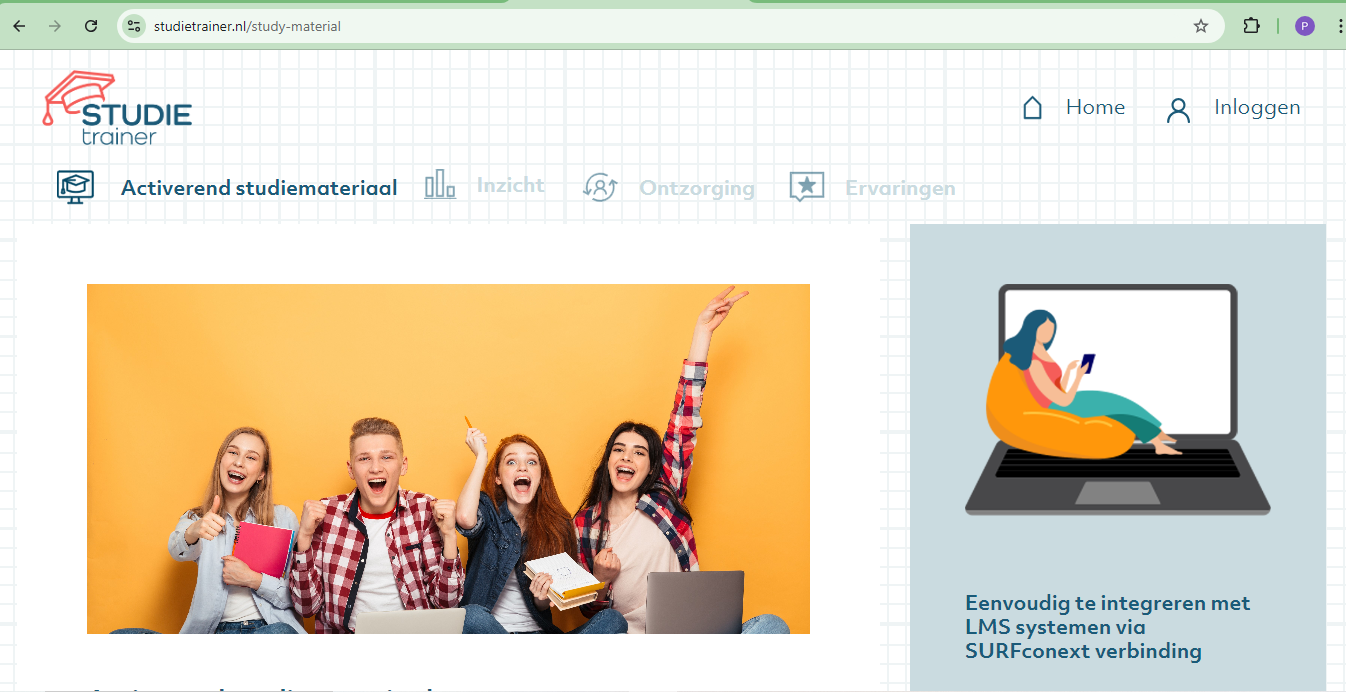 studietrainer.nl/study-material
P
STUDIE
trainer
Home
Inloggen
Activerend studiemateriaal
Inzicht
Ontzorging
Ervaringen
Eenvoudig te integreren met
LMS systemen via
SURFconext verbinding